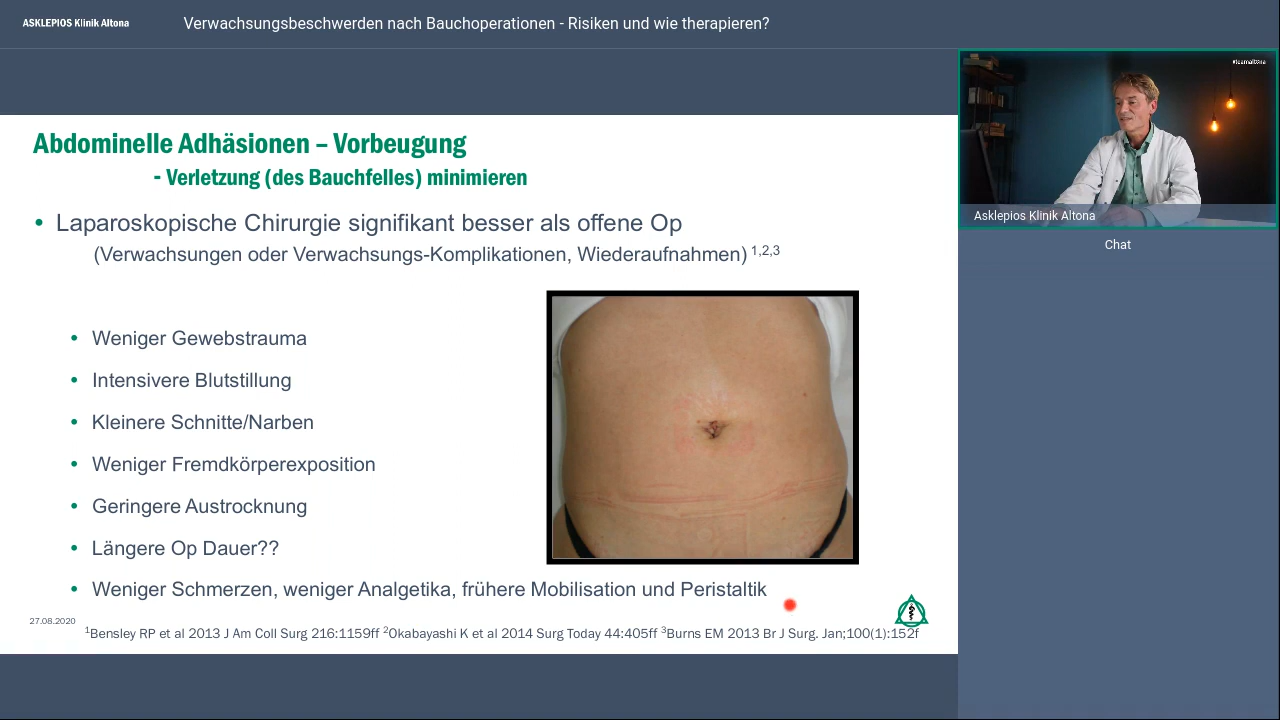 ASKLEPIOS Klinik Altona
Verwachsungsbeschwerden nach Bauchoperationen - Risiken und wie therapieren?
#teamaltona
Asklepios Klinik Altona
Chat
Abdominelle Adhäsionen – Vorbeugung
- Verletzung (des Bauchfelles) minimieren
• Laparoskopische Chirurgie signifikant besser als offene Op
(Verwachsungen oder Verwachsungs-Komplikationen, Wiederaufnahmen) 1,2,3
• Weniger Gewebstrauma
• Intensivere Blutstillung
• Kleinere Schnitte/Narben
• Weniger Fremdkörperexposition
• Geringere Austrocknung
• Längere Op Dauer??
• Weniger Schmerzen, weniger Analgetika, frühere Mobilisation und Peristaltik
27.08.2020
1Bensley RP et al 2013 J Am Coll Surg 216:1159ff 2Okabayashi K et al 2014 Surg Today 44:405ff 3Burns EM 2013 Br J Surg. Jan;100(1):152f